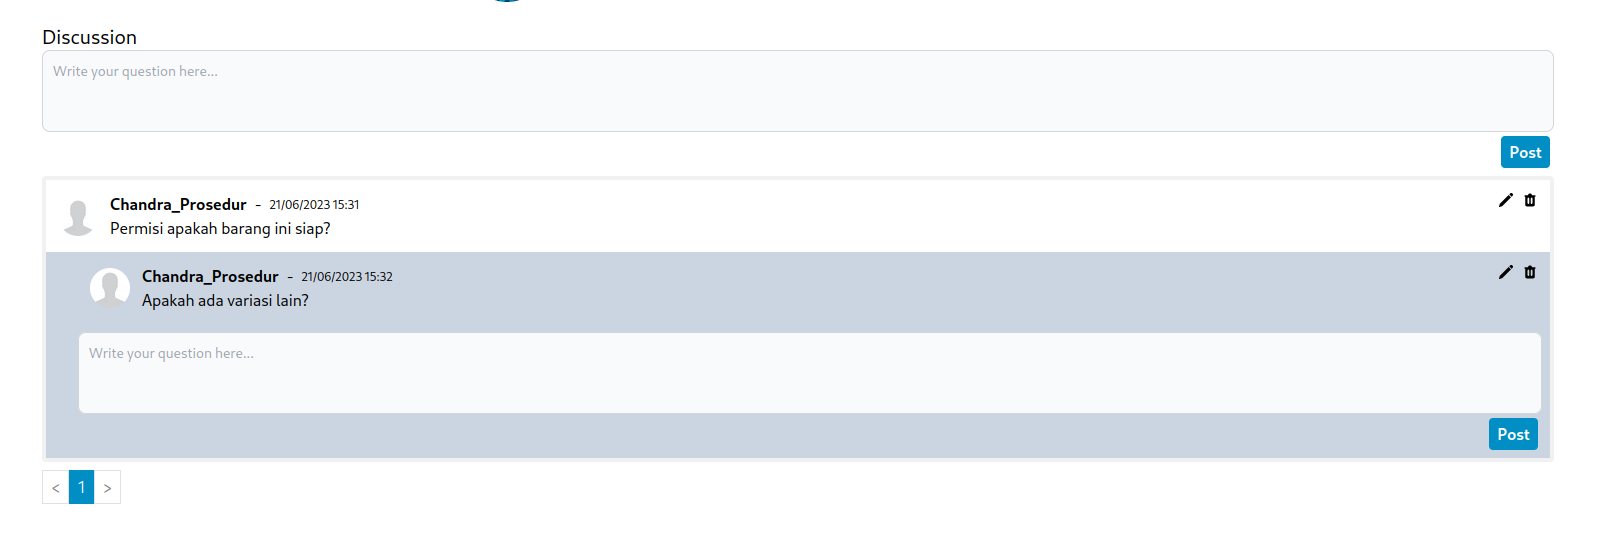 Discussion
Write your question here...
Post
Chandra_Prosedur - 21/06/2023 15:31
Permisi apakah barang ini siap?
Chandra_Prosedur - 21/06/2023 15:32
Apakah ada variasi lain?
Write your question here...
Post
< 1 >